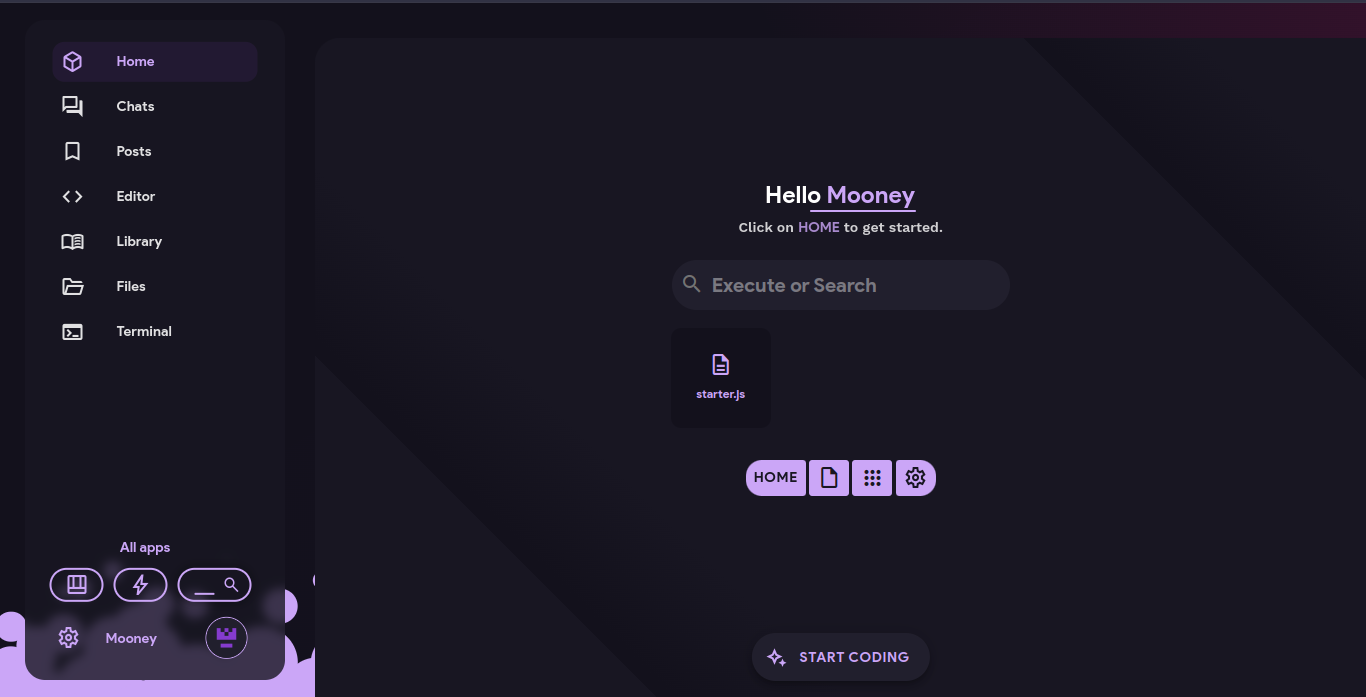 Home
Chats
Posts
Editor
Library
Files
Terminal
All apps
Mooney
Hello Mooney
Click on HOME to get started.
Execute or Search
starter.js
HOME
START CODING